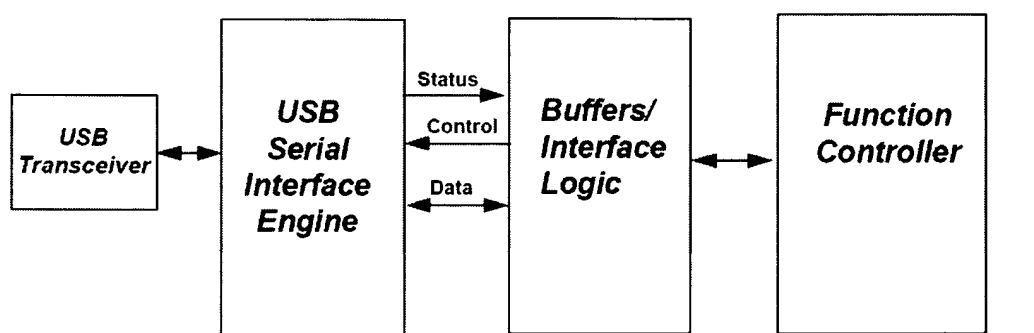 USB
Transceiver
USB
Serial
Interface
Engine
Status
Control
Data
Buffers/
Interface
Logic
Function
Controller